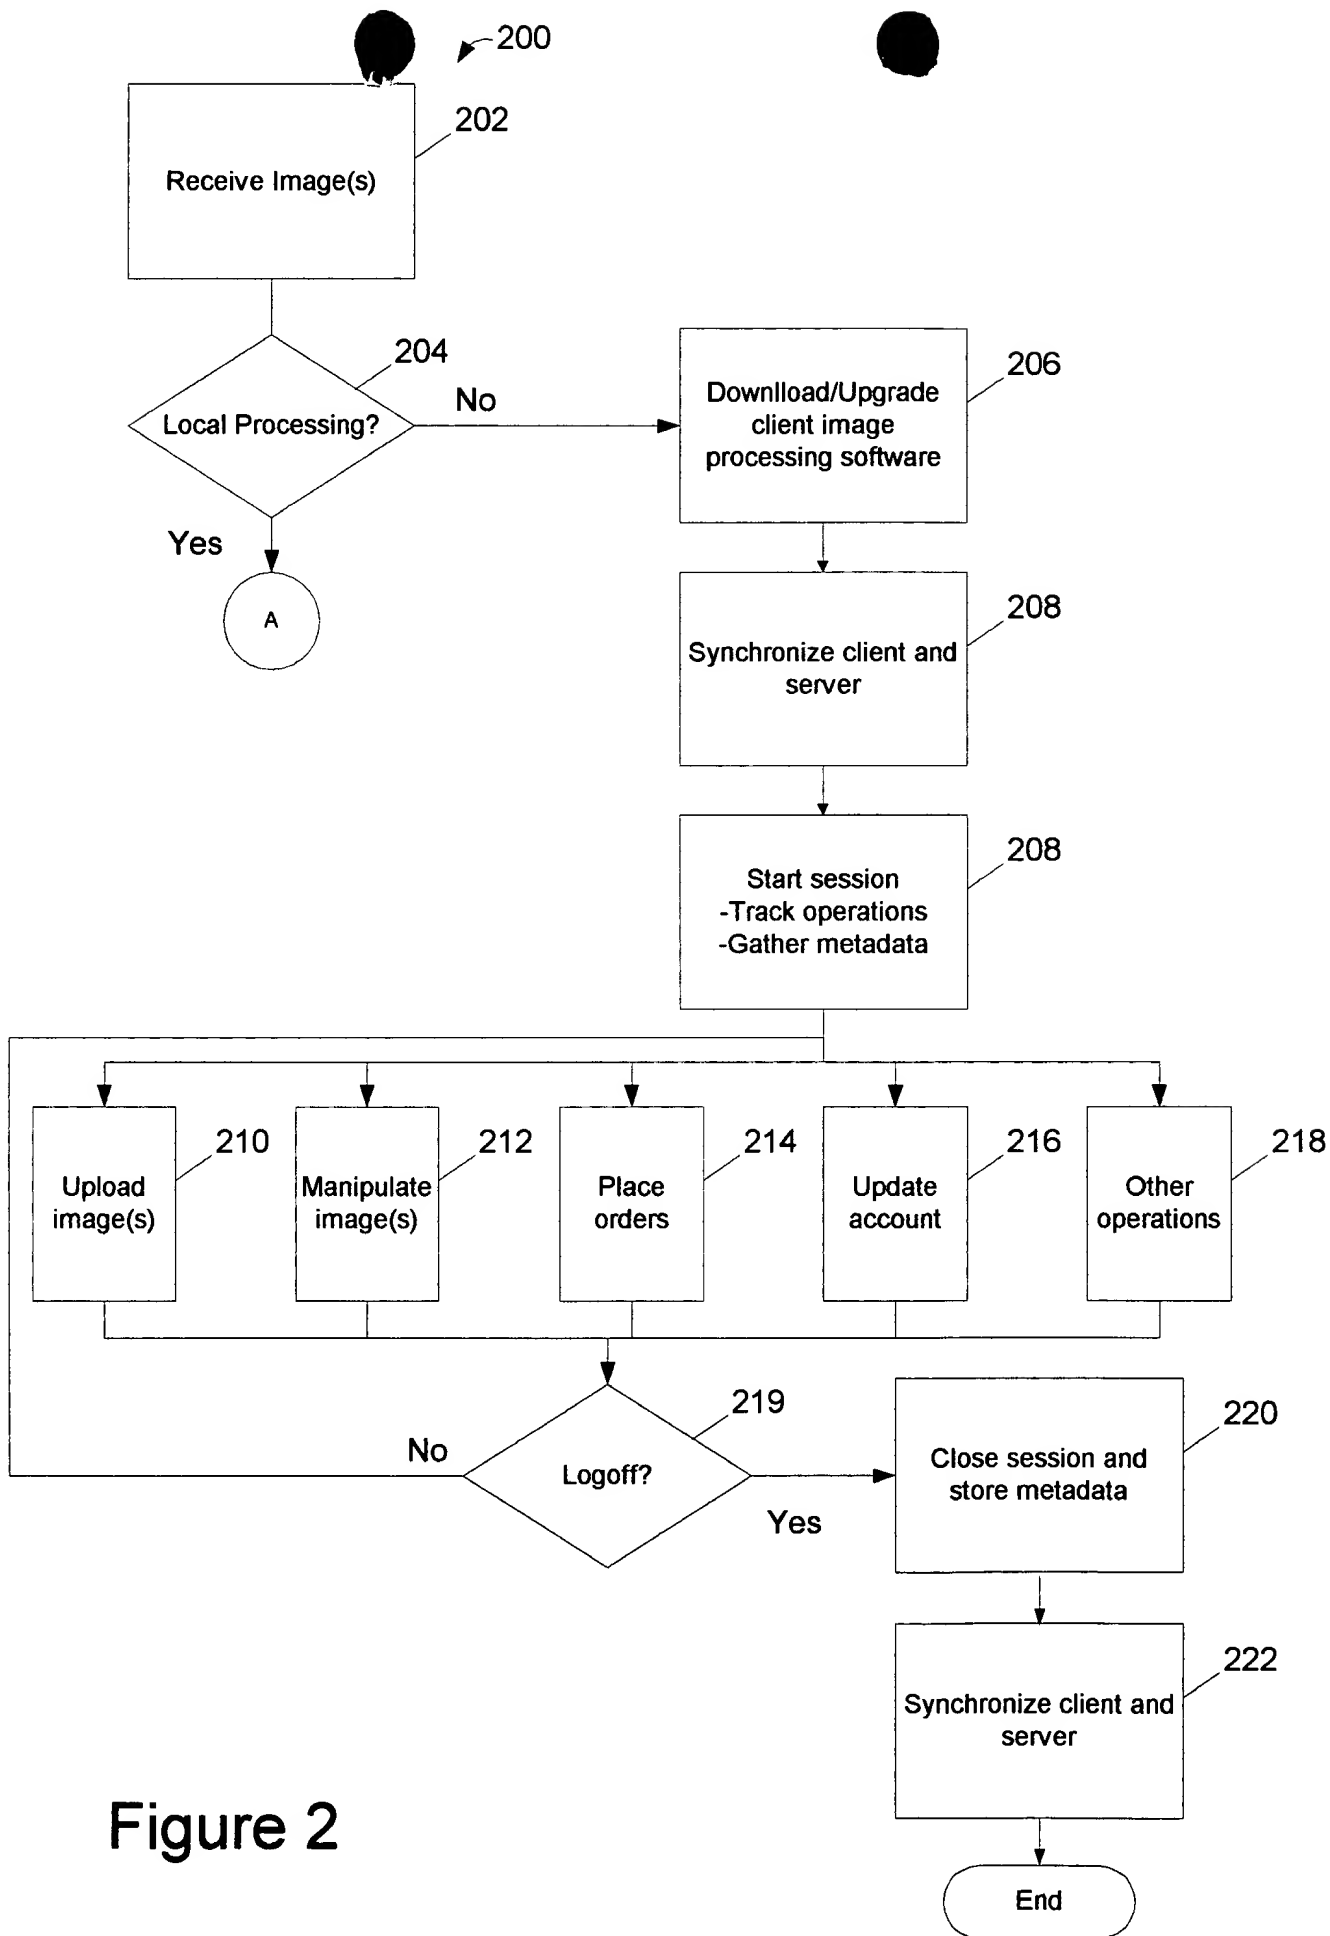 200
202
Receive Image(s)
204
Local Processing?
No
Yes
A
206
Downlload/Upgrade
client image
processing software
208
Synchronize client and
server
208
Start session
-Track operations
-Gather metadata
210
Upload
image(s)
212
Manipulate
image(s)
214
Place
orders
216
Update
account
218
Other
operations
219
Logoff?
No
Yes
220
Close session and
store metadata
222
Synchronize client and
server
End
Figure 2